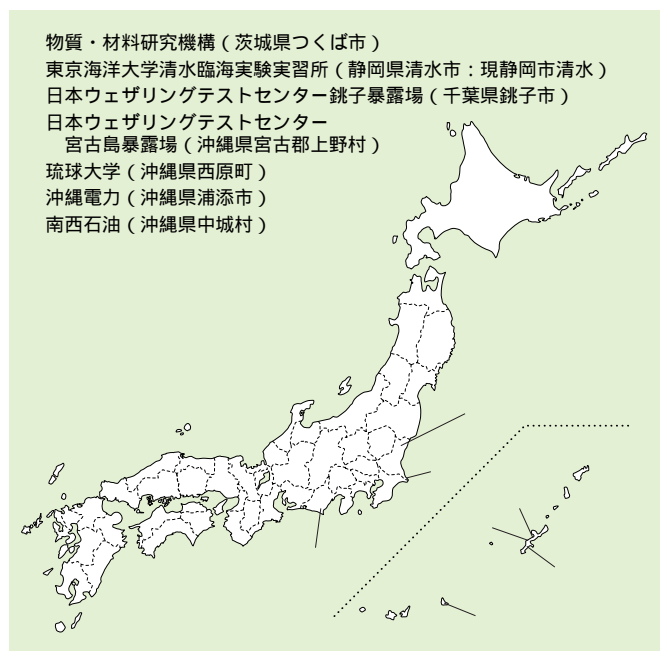 物質・材料研究機構（茨城県つくば市）
東京海洋大学清水臨海実験実習所（静岡県清水市：現静岡市清水）
日本ウェザリングテストセンター銚子暴露場（千葉県銚子市）
日本ウェザリングテストセンター
宮古島暴露場（沖縄県宮古郡上野村）
琉球大学（沖縄県西原町）
沖縄電力（沖縄県浦添市）
南西石油（沖縄県中城村）